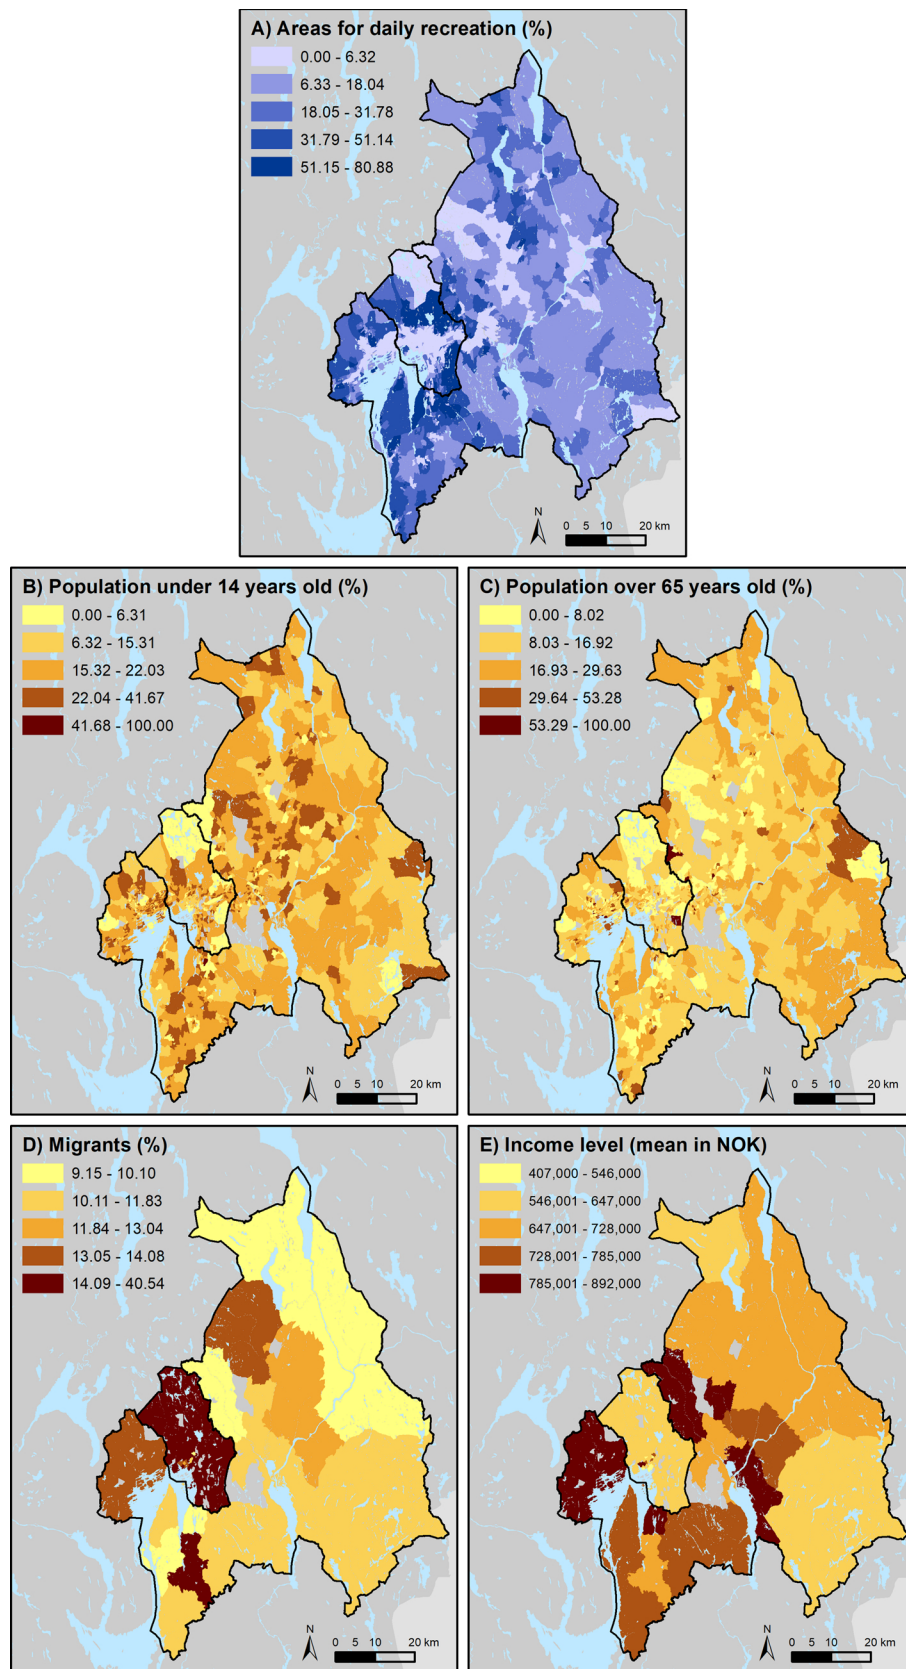 A) Areas for daily recreation (%)
0.00 - 6.32
6.33 - 18.04
18.05 - 31.78
31.79 - 51.14
51.15 - 80.88
N
0 5 10 20 km
B) Population under 14 years old (%)
0.00 - 6.31
6.32 - 15.31
15.32 - 22.03
22.04 - 41.67
41.68 - 100.00
N
0 5 10 20 km
C) Population over 65 years old (%)
0.00 - 8.02
8.03 - 16.92
16.93 - 29.63
29.64 - 53.28
53.29 - 100.00
N
0 5 10 20 km
D) Migrants (%)
9.15 - 10.10
10.11 - 11.83
11.84 - 13.04
13.05 - 14.08
14.09 - 40.54
N
0 5 10 20 km
E) Income level (mean in NOK)
407,000 - 546,000
546,001 - 647,000
647,001 - 728,000
728,001 - 785,000
785,001 - 892,000
N
0 5 10 20 km